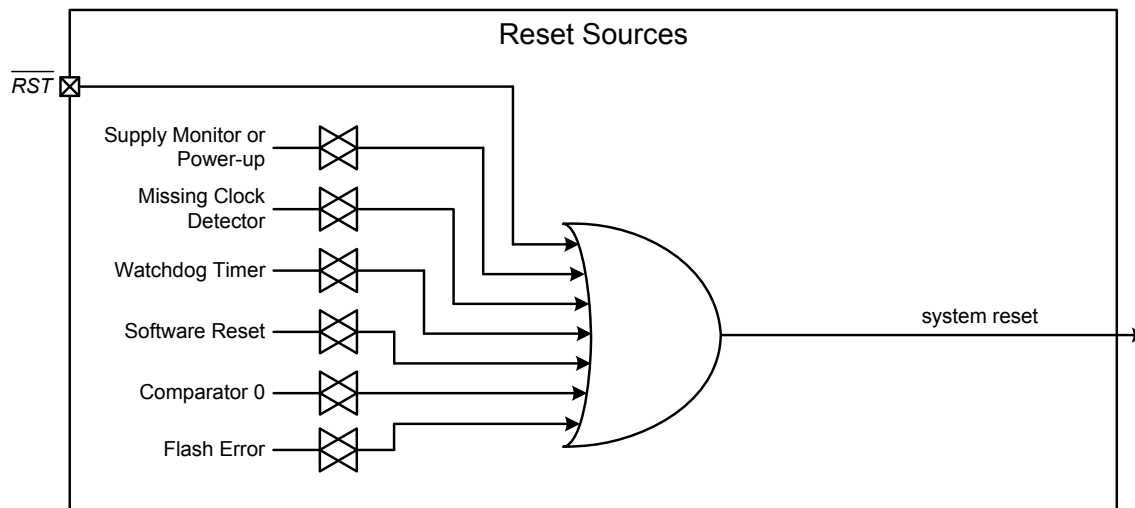 Reset Sources
RST
Supply Monitor or
Power-up
Missing Clock
Detector
Watchdog Timer
Software Reset
Comparator 0
Flash Error
system reset